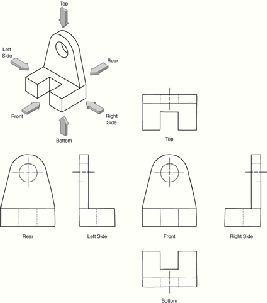 Top
Left
Side
Rear
Front
Right
Side
Bottom
Top
Rear
Left Side
Front
Right Side
Bottom